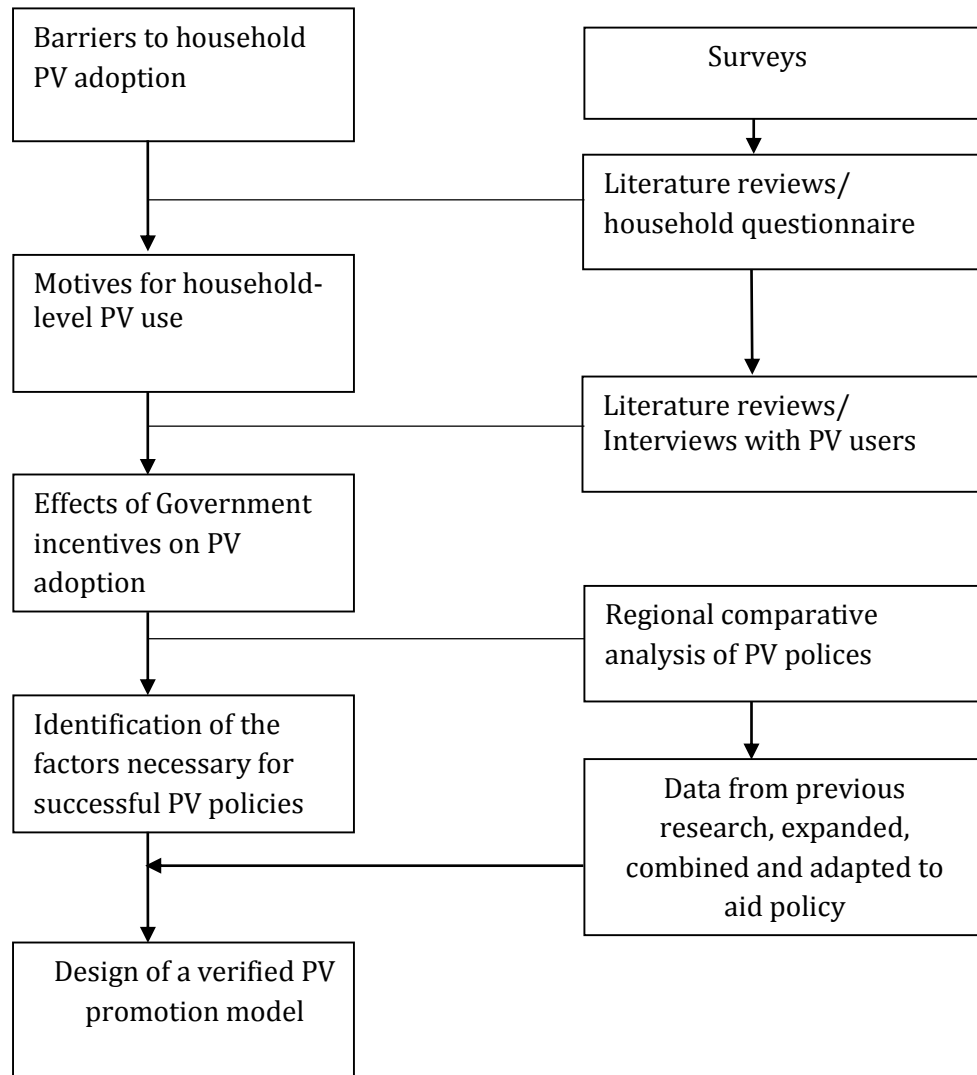 Barriers to household
PV adoption
Surveys
Literature reviews/
household questionnaire
Motives for household-
level PV use
Literature reviews/
Interviews with PV users
Effects of Government
incentives on PV
adoption
Regional comparative
analysis of PV polices
Identification of the
factors necessary for
successful PV policies
Data from previous
research, expanded,
combined and adapted to
aid policy
Design of a verified PV
promotion model